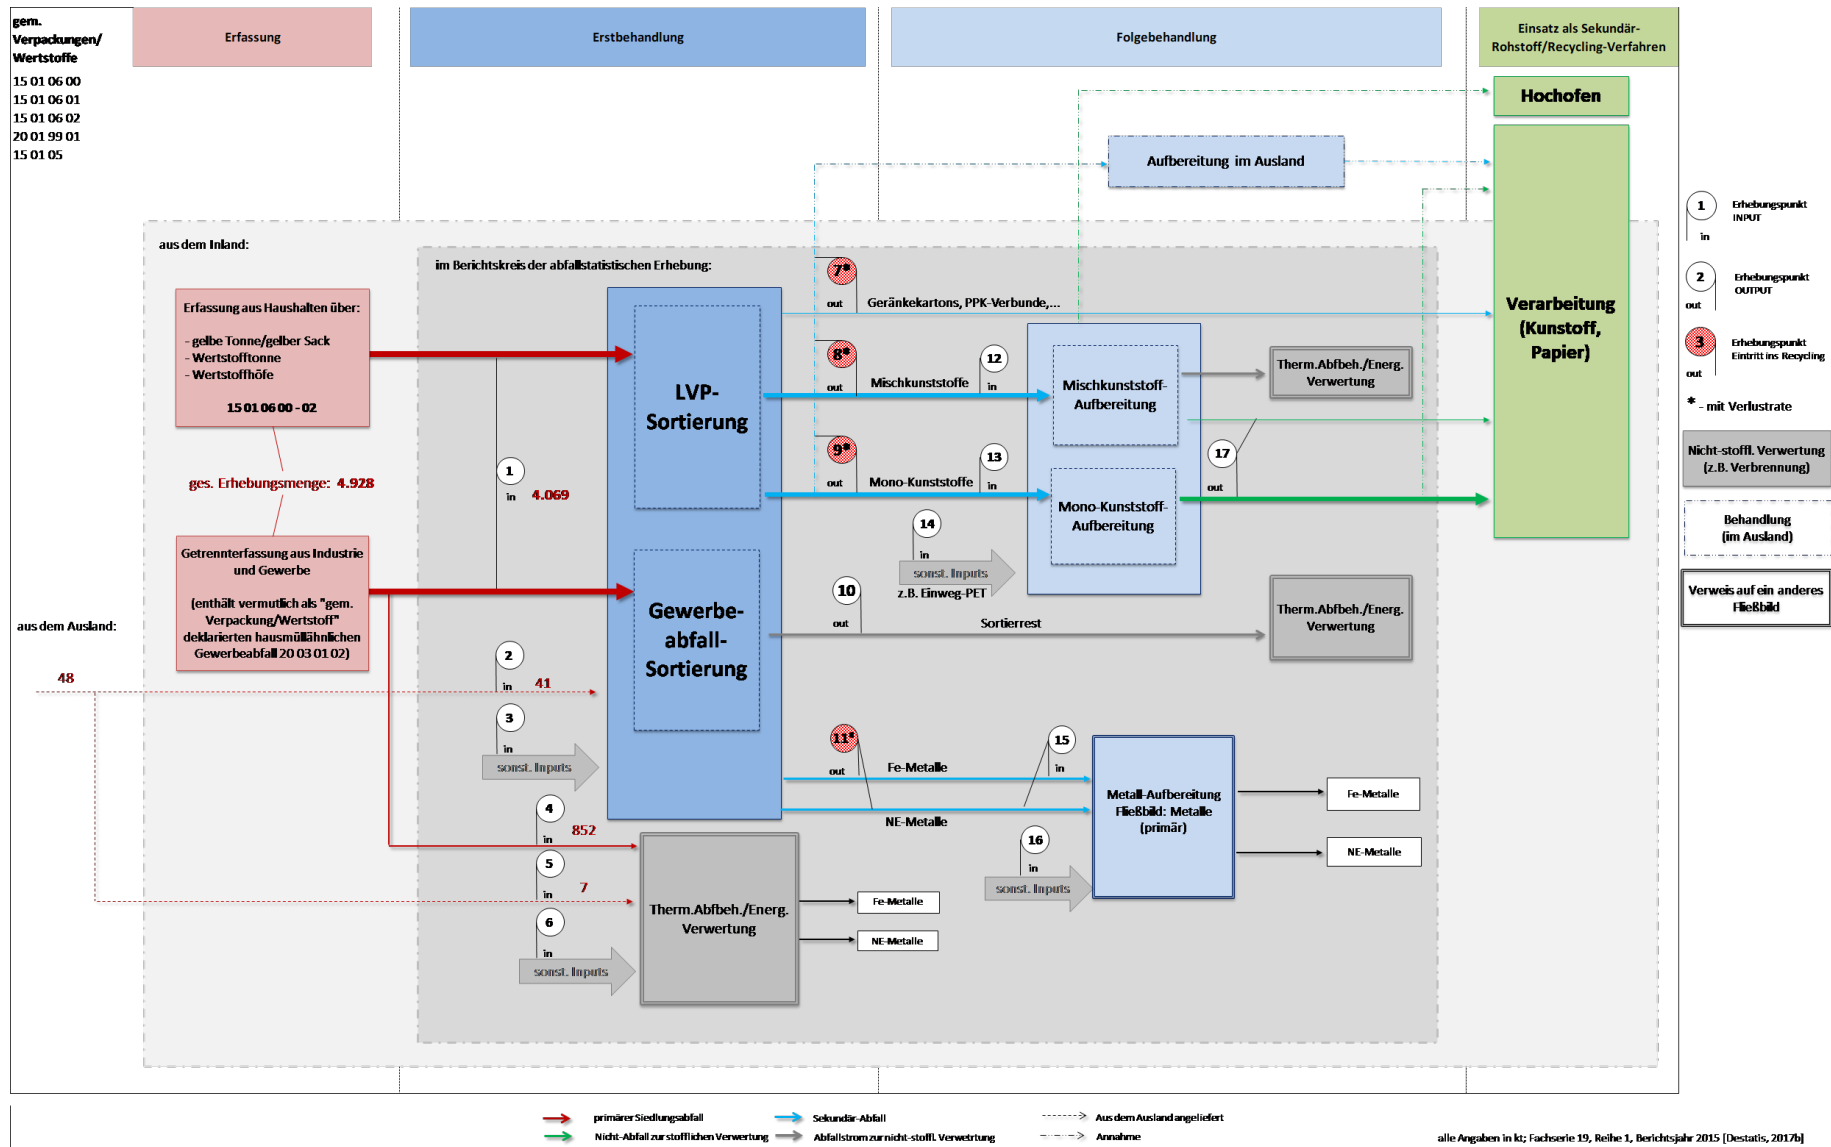 gem.
Verpackungen/
Wertstoffe
15 01 06 00
15 01 06 01
15 01 06 02
20 01 99 01
15 01 05
Erfassung
Erstbehandlung
Folgebehandlung
Einsatz als Sekundär-
Rohstoff/Recycling-Verfahren
Hochofen
Aufbereitung im Ausland
Verarbeitung
(Kunstoff,
Papier)
aus dem Inland:
im Berichtskreis der abfallstatistischen Erhebung:
Erfassung aus Haushalten über:
- gelbe Tonne/gelber Sack
- Wertstofftonne
- Wertstoffhöfe
15 01 06 00 - 02
ges. Erhebungsmenge: 4.928
Getrennterfassung aus Industrie
und Gewerbe
(enthält vermutlich als "gem.
Verpackung/Wertstoff"
deklarierten hausmüllähnlichen
Gewerbeabfall 20 03 01 02)
aus dem Ausland:
48
1
in
4.069
2
in
41
3
in
sonst. Inputs
4
in
852
5
in
7
6
in
sonst. Inputs
LVP-
Sortierung
Gewerbe-
abfall-
Sortierung
Therm.Abfbeh./Energ.
Verwertung
Fe-Metalle
NE-Metalle
7*
out
Geränkekartons, PPK-Verbunde,...
8*
out
Mischkunststoffe
12
in
9*
out
Mono-Kunststoffe
13
in
14
in
sonst. Inputs
z.B. Einweg-PET
10
out
Sortierrest
11*
out
Fe-Metalle
NE-Metalle
15
in
16
in
sonst. Inputs
Mischkunststoff-
Aufbereitung
Mono-Kunststoff-
Aufbereitung
Therm.Abfbeh./Energ.
Verwertung
17
out
Therm.Abfbeh./Energ.
Verwertung
Metall-Aufbereitung
Fließbild: Metalle
(primär)
Fe-Metalle
NE-Metalle
1
in
Erhebungspunkt
INPUT
2
out
Erhebungspunkt
OUTPUT
3
out
Erhebungspunkt
Eintritt ins Recycling
* - mit Verlustrate
Nicht-stoffl. Verwertung
(z.B. Verbrennung)
Behandlung
(im Ausland)
Verweis auf ein anderes
Fließbild
primärer Siedlungsabfall
Sekundär-Abfall
Aus dem Ausland angeliefert
Nicht-Abfall zur stofflichen Verwertung
Abfallstrom zur nicht-stoffl. Verwetrtung
Annahme
alle Angaben in kt; Fachserie 19, Reihe 1, Berichtsjahr 2015 [Destatis, 2017b]